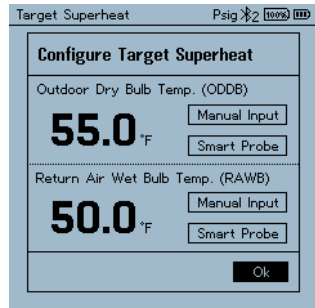 Target Superheat Psig 2 100%
Configure Target Superheat
Outdoor Dry Bulb Temp. (ODDB)
55.0 °F
Manual Input
Smart Probe
Return Air Wet Bulb Temp. (RAWB)
50.0 °F
Manual Input
Smart Probe
Ok